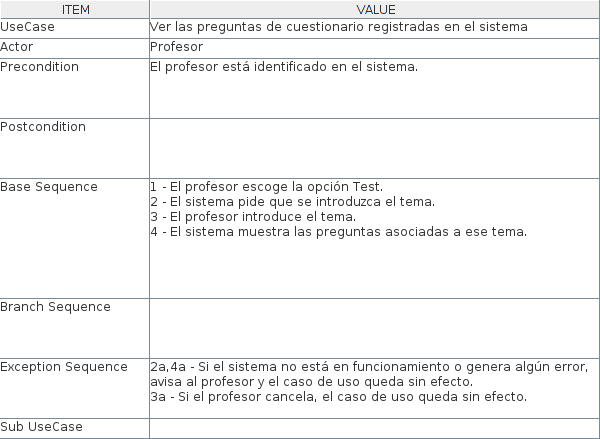 ITEM VALUE
UseCase Ver las preguntas de cuestionario registradas en el sistema
Actor Profesor
Precondition El profesor está identificado en el sistema.
Postcondition
Base Sequence 1 - El profesor escoge la opción Test.
2 - El sistema pide que se introduzca el tema.
3 - El profesor introduce el tema.
4 - El sistema muestra las preguntas asociadas a ese tema.
Branch Sequence
Exception Sequence 2a,4a - Si el sistema no está en funcionamiento o genera algún error,
avisa al profesor y el caso de uso queda sin efecto.
3a - Si el profesor cancela, el caso de uso queda sin efecto.
Sub UseCase